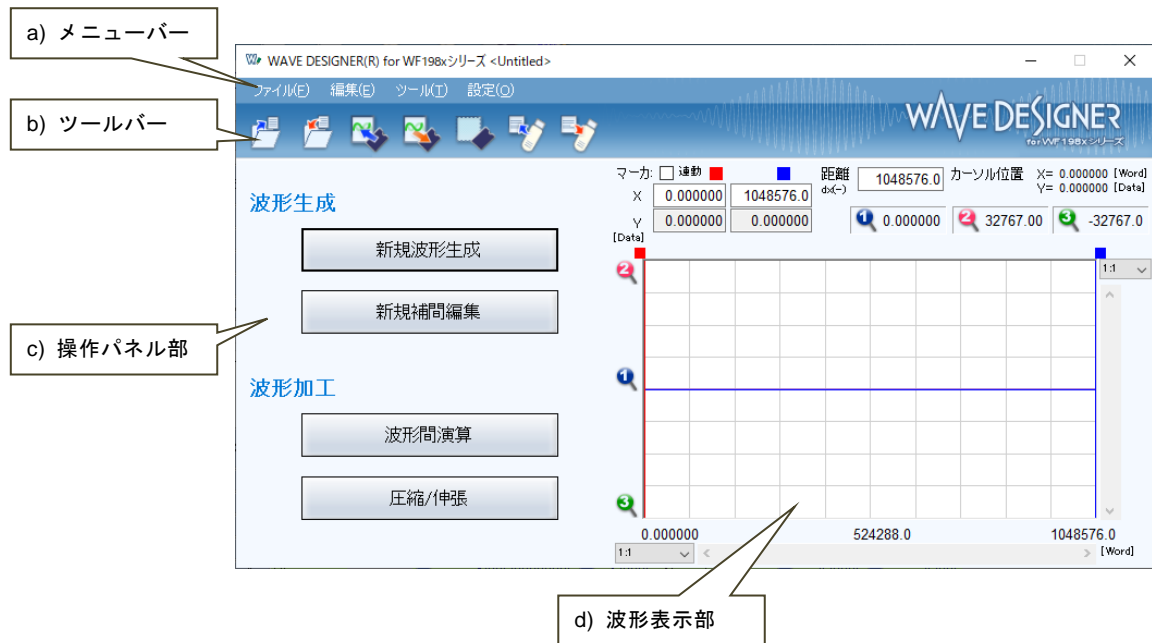 a) メニューバー
WAVE DESIGNER(R) for WF198xシリーズ <Untitled>
ファイル(F) 編集(E) ツール(T) 設定(O)
b) ツールバー
WAVE DESIGNER
for WF198xシリーズ
マーカ: 連動 距離 dx(-) 1048576.0 カーソル位置 X= 0.000000 [Word]
Y= 0.000000 [Data]
X 0.000000 1048576.0
Y 0.000000 0.000000 1 0.000000 2 32767.00 3 -32767.0
[Data]
波形生成
新規波形生成
新規補間編集
c) 操作パネル部
波形加工
波形間演算
圧縮/伸張
2 1:1
1
3
0.000000 524288.0 1048576.0
1:1 [Word]
d) 波形表示部